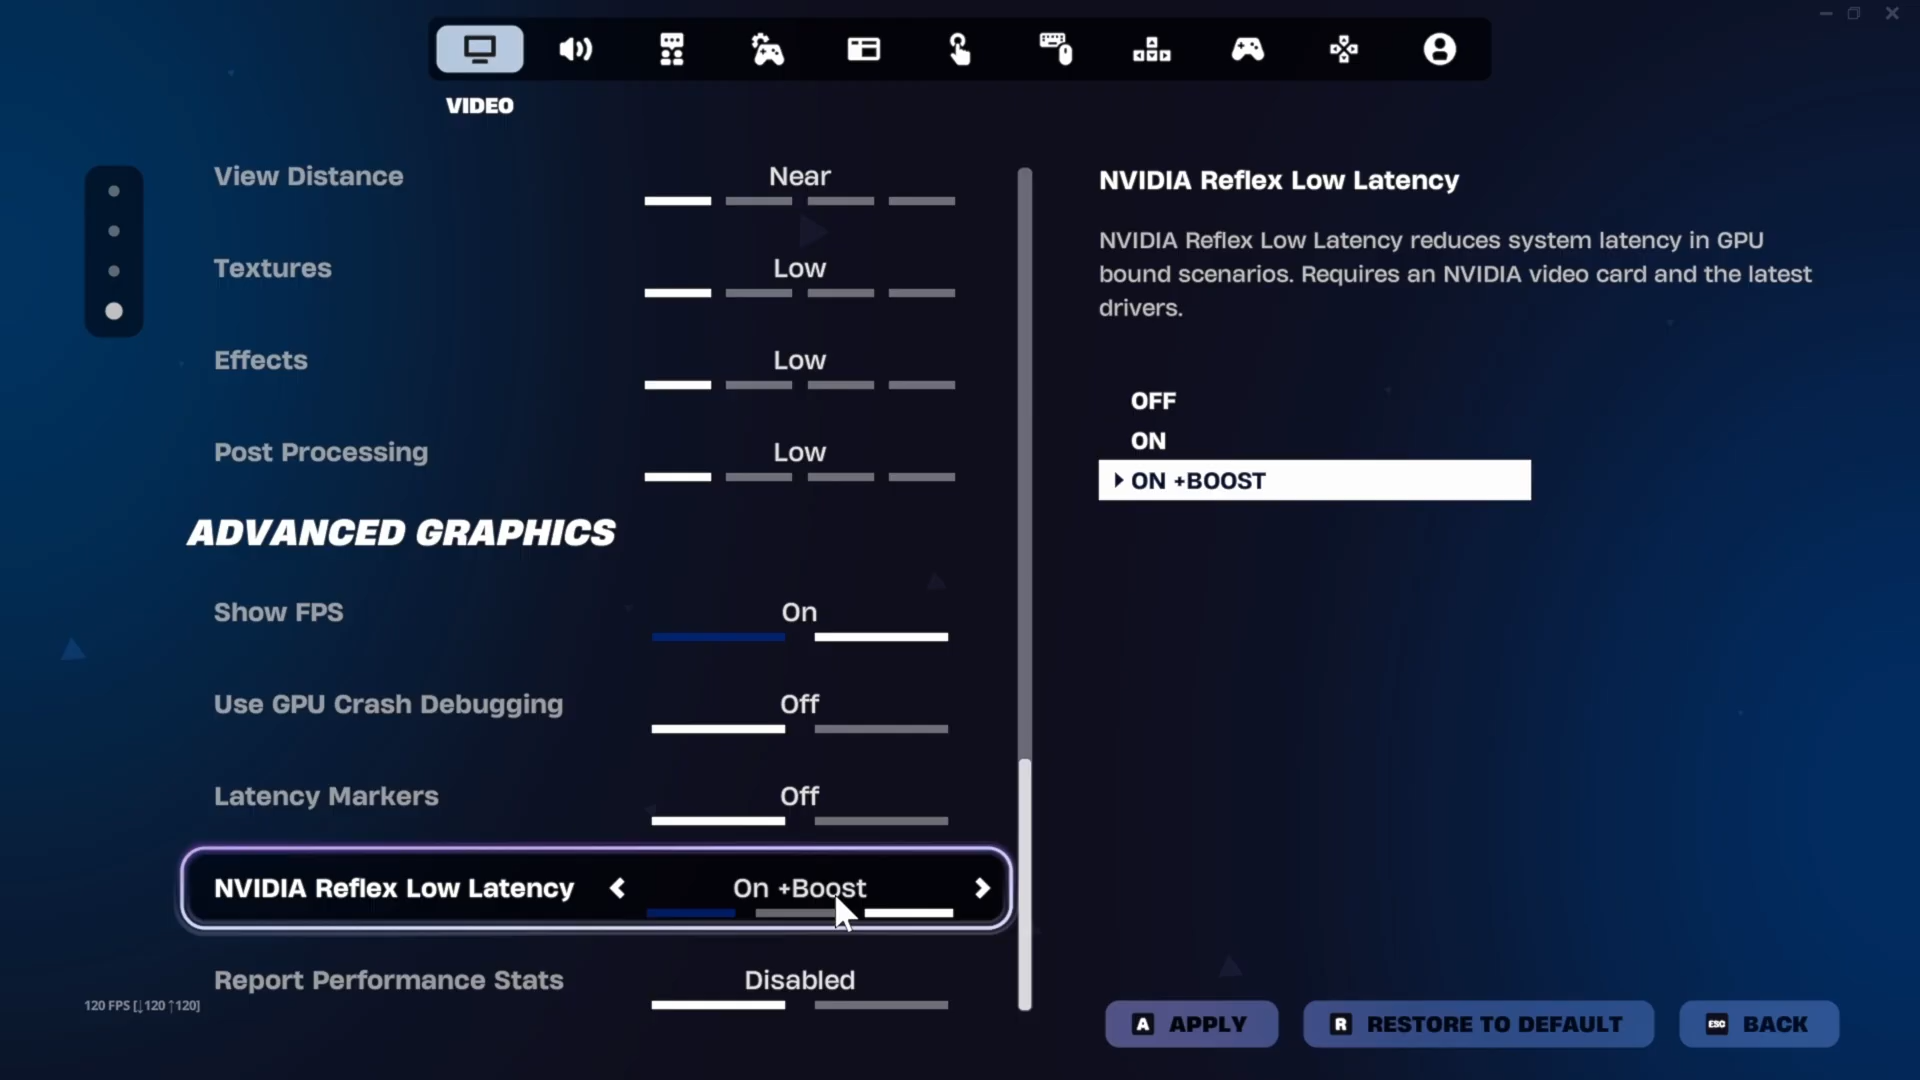 VIDEO
View Distance
Near
Textures
Low
Effects
Low
Post Processing
Low
ADVANCED GRAPHICS
Show FPS
On
Use GPU Crash Debugging
Off
Latency Markers
Off
NVIDIA Reflex Low Latency
On +Boost
Report Performance Stats
Disabled
120 FPS [↓120 ↑120]
NVIDIA Reflex Low Latency
NVIDIA Reflex Low Latency reduces system latency in GPU
bound scenarios. Requires an NVIDIA video card and the latest
drivers.
OFF
ON
ON +BOOST
A APPLY
R RESTORE TO DEFAULT
ESC BACK